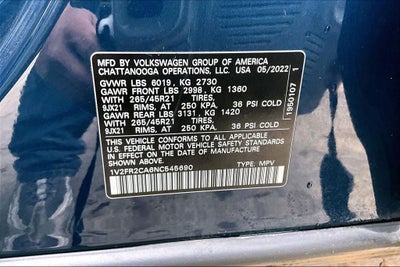 MFD BY VOLKSWAGEN GROUP OF AMERICA
CHATTANOOGA OPERATIONS, LLC. USA 05/2022
GVWR LBS 6019, KG 2730
GAWR FRONT LBS 2998, KG 1360
WITH 265/45R21 TIRES,
9JX21 RIMS, AT 250 KPA, 36 PSI COLD
GAWR REAR LBS 3131, KG 1420
WITH 265/45R21 TIRES,
9JX21 RIMS, AT 250 KPA, 36 PSI COLD
THIS VEHICLE CONFORMS TO ALL APPLICABLE
U.S. FEDERAL MOTOR VEHICLE SAFETY STANDARDS
IN EFFECT ON THE DATE OF MANUFACTURE
SHOWN ABOVE.
1V2FR2CA6NC545690 TYPE: MPV
1950107 1